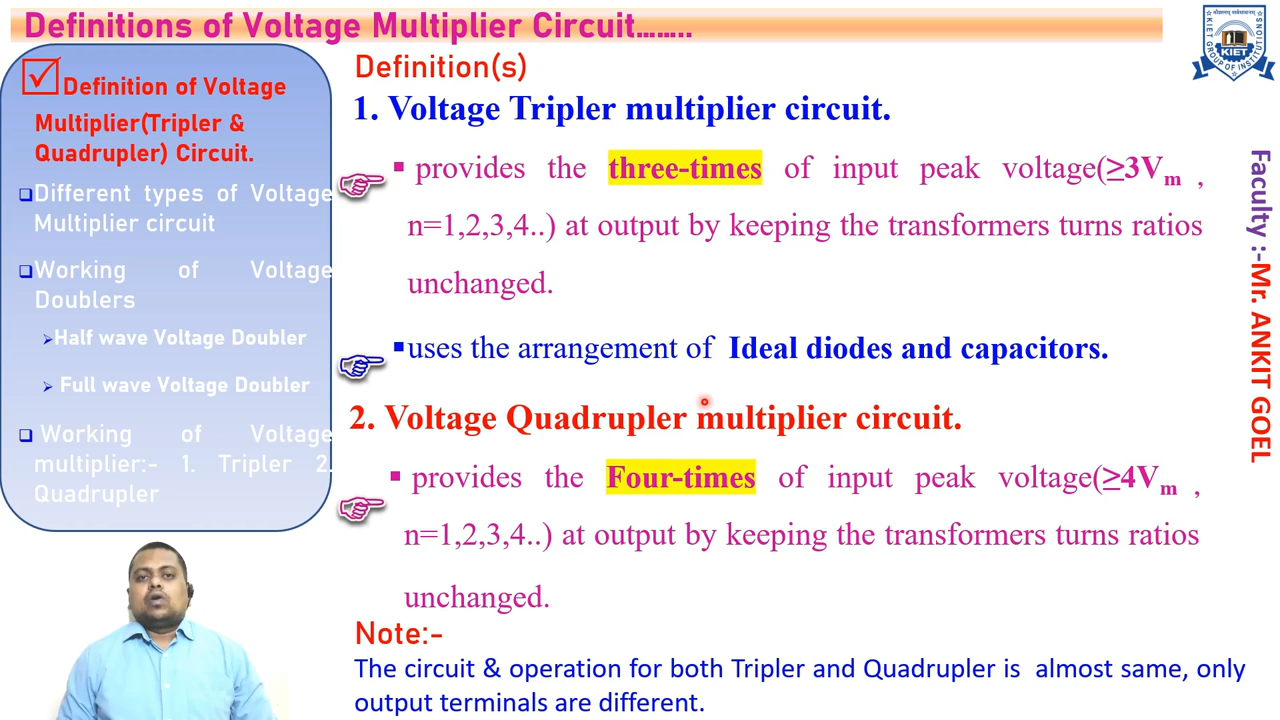 Definitions of Voltage Multiplier Circuit........
Definition of Voltage
Multiplier(Tripler &
Quadrupler) Circuit.
Different types of Voltage
Multiplier circuit
Working of Voltage
Doublers
Half wave Voltage Doubler
Full wave Voltage Doubler
Working of Voltage
multiplier:- 1. Tripler 2.
Quadrupler
Definition(s)
1. Voltage Tripler multiplier circuit.
provides the three-times of input peak voltage(≥3Vm ,
n=1,2,3,4..) at output by keeping the transformers turns ratios
unchanged.
uses the arrangement of Ideal diodes and capacitors.
2. Voltage Quadrupler multiplier circuit.
provides the Four-times of input peak voltage(≥4Vm ,
n=1,2,3,4..) at output by keeping the transformers turns ratios
unchanged.
Note:-
The circuit & operation for both Tripler and Quadrupler is almost same, only
output terminals are different.
KIET
KIET GROUP OF INSTITUTIONS
Faculty :-Mr. ANKIT GOEL